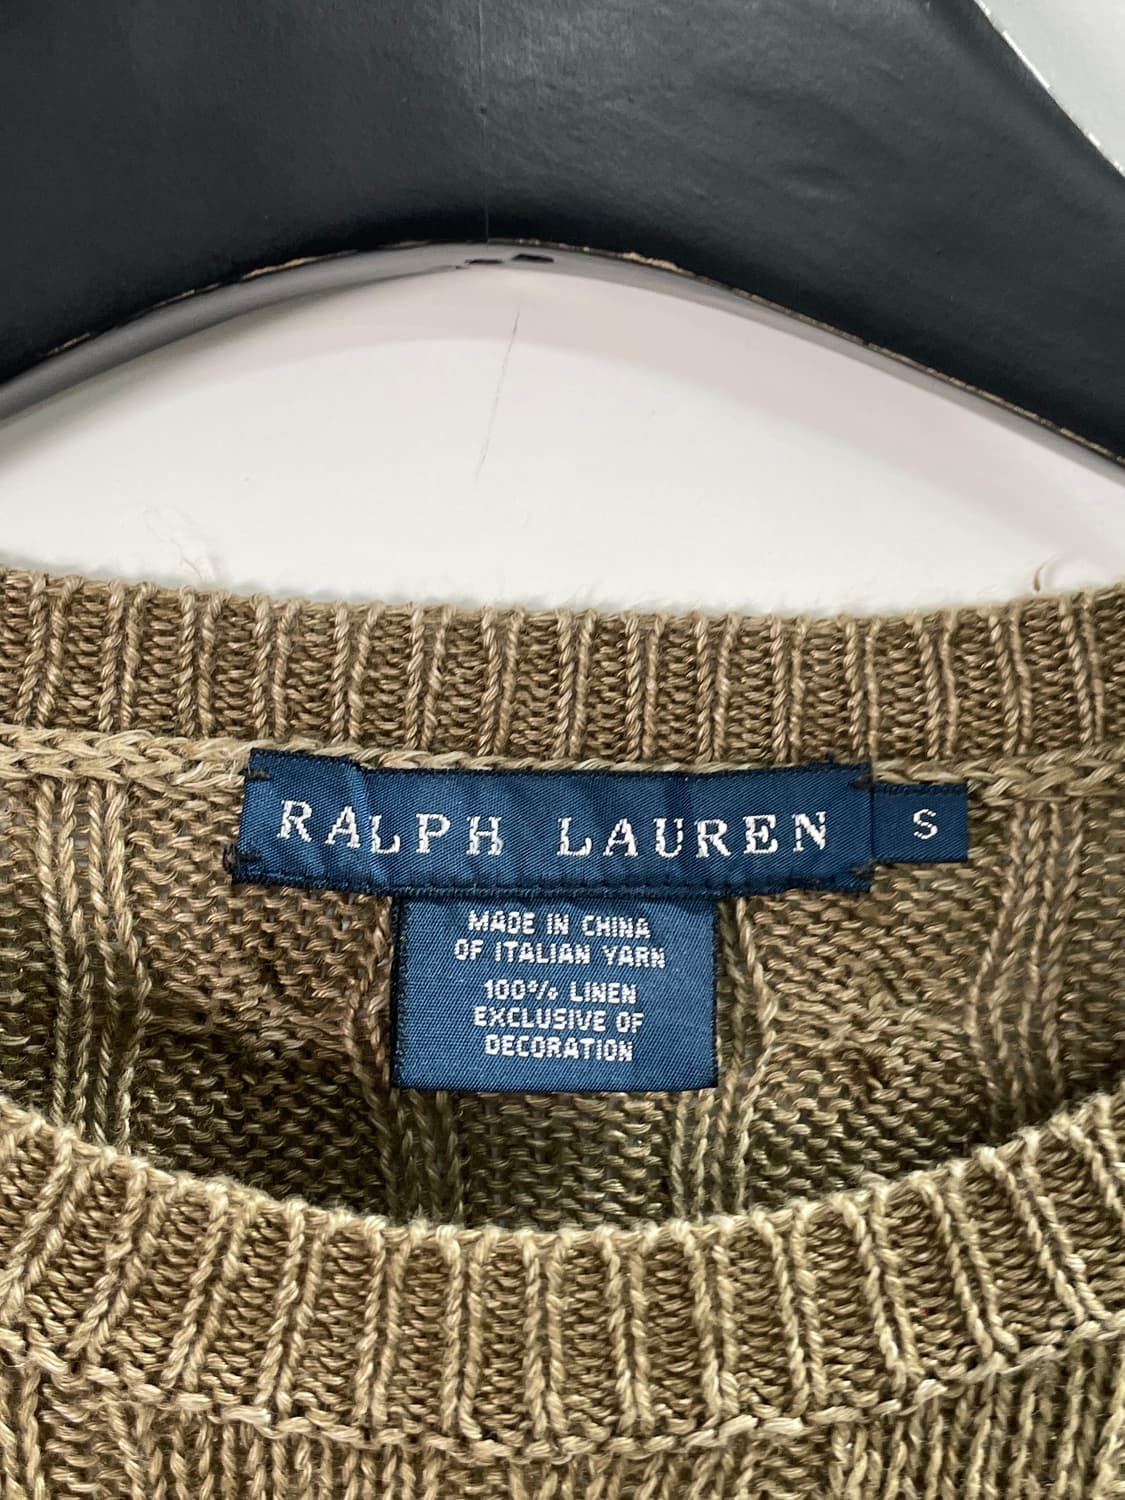 RALPH LAUREN
S
MADE IN CHINA
OF ITALIAN YARN
100% LINEN
EXCLUSIVE OF
DECORATION